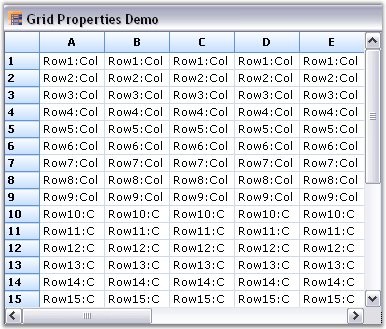 Grid Properties Demo
A B C D E
1 Row1:Col Row1:Col Row1:Col Row1:Col Row1:Col
2 Row2:Col Row2:Col Row2:Col Row2:Col Row2:Col
3 Row3:Col Row3:Col Row3:Col Row3:Col Row3:Col
4 Row4:Col Row4:Col Row4:Col Row4:Col Row4:Col
5 Row5:Col Row5:Col Row5:Col Row5:Col Row5:Col
6 Row6:Col Row6:Col Row6:Col Row6:Col Row6:Col
7 Row7:Col Row7:Col Row7:Col Row7:Col Row7:Col
8 Row8:Col Row8:Col Row8:Col Row8:Col Row8:Col
9 Row9:Col Row9:Col Row9:Col Row9:Col Row9:Col
10 Row10:C Row10:C Row10:C Row10:C Row10:C
11 Row11:C Row11:C Row11:C Row11:C Row11:C
12 Row12:C Row12:C Row12:C Row12:C Row12:C
13 Row13:C Row13:C Row13:C Row13:C Row13:C
14 Row14:C Row14:C Row14:C Row14:C Row14:C
15 Row15:C Row15:C Row15:C Row15:C Row15:C